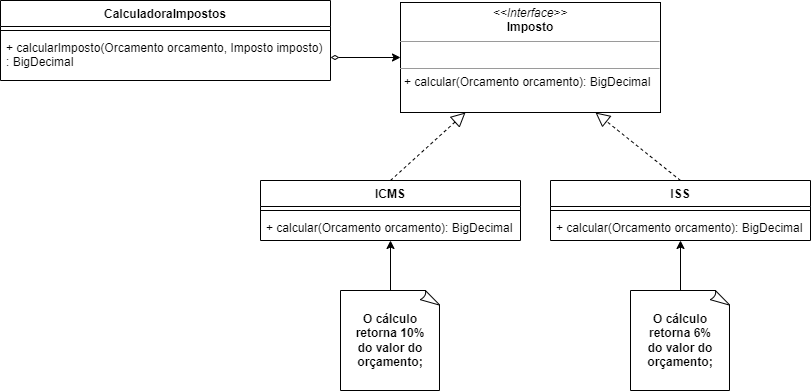 CalculadoraImpostos
+ calcularImposto(Orcamento orcamento, Imposto imposto)
: BigDecimal
<<Interface>>
Imposto
+ calcular(Orcamento orcamento): BigDecimal
ICMS
+ calcular(Orcamento orcamento): BigDecimal
ISS
+ calcular(Orcamento orcamento): BigDecimal
O cálculo
retorna 10%
do valor do
orçamento;
O cálculo
retorna 6%
do valor do
orçamento;